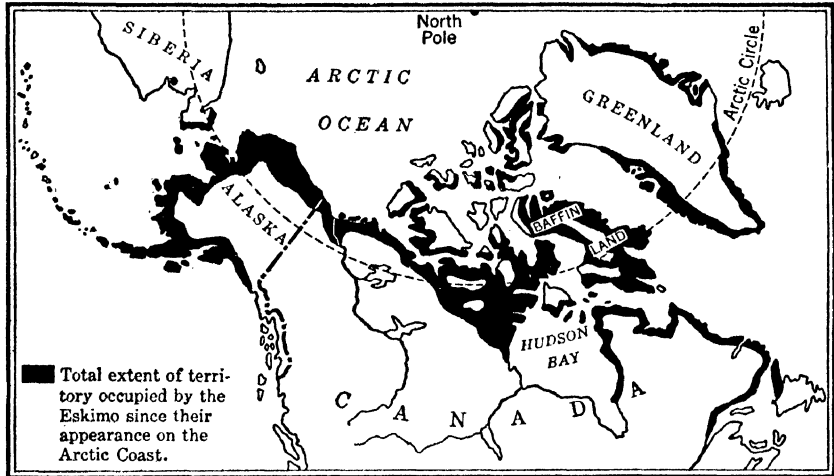 North
Pole
SIBERIA
ARCTIC
OCEAN
Arctic Circle
GREENLAND
ALASKA
BAFFIN
LAND
HUDSON
BAY
CANADA
Total extent of terri-
tory occupied by the
Eskimo since their
appearance on the
Arctic Coast.